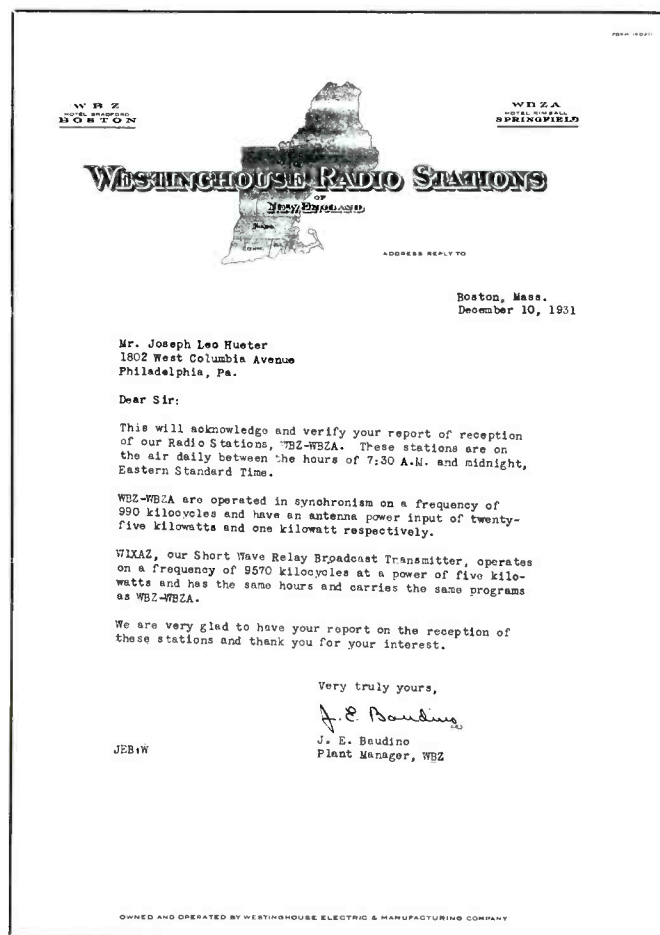 W B Z
HOTEL BRADFORD
BOSTON
WBZA
HOTEL KIMBALL
SPRINGFIELD
WESTINGHOUSE RADIO STATIONS
OF
NEW ENGLAND
ADDRESS REPLY TO
Boston, Mass.
December 10, 1931
Mr. Joseph Leo Hueter
1802 West Columbia Avenue
Philadelphia, Pa.
Dear Sir:
This will acknowledge and verify your report of reception
of our Radio Stations, WBZ-WBZA. These stations are on
the air daily between the hours of 7:30 A.M. and midnight,
Eastern Standard Time.
WBZ-WBZA are operated in synchronism on a frequency of
990 kilocycles and have an antenna power input of twenty-
five kilowatts and one kilowatt respectively.
W1XAZ, our Short Wave Relay Broadcast Transmitter, operates
on a frequency of 9570 kilocycles at a power of five kilo-
watts and has the same hours and carries the same programs
as WBZ-WBZA.
We are very glad to have your report on the reception of
these stations and thank you for your interest.
Very truly yours,
J. E. Baudino
J. E. Baudino
Plant Manager, WBZ
JEB:W
OWNED AND OPERATED BY WESTINGHOUSE ELECTRIC & MANUFACTURING COMPANY